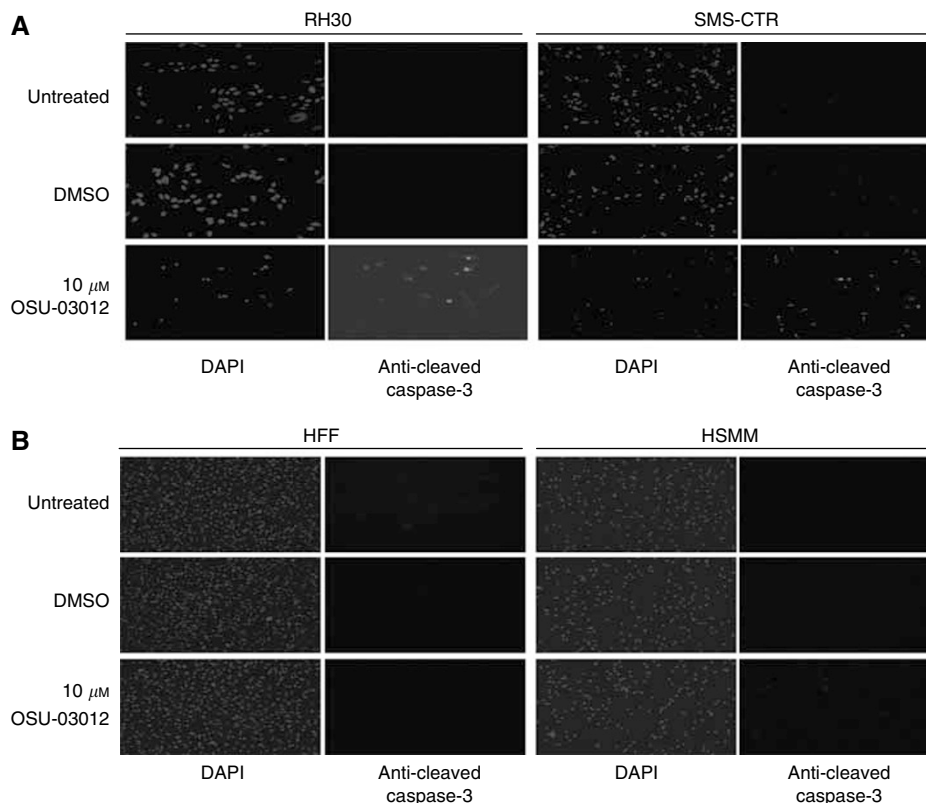 A
RH30 SMS-CTR
Untreated
DMSO
10 μM
OSU-03012
DAPI Anti-cleaved caspase-3 DAPI Anti-cleaved caspase-3
B
HFF HSMM
Untreated
DMSO
10 μM
OSU-03012
DAPI Anti-cleaved caspase-3 DAPI Anti-cleaved caspase-3